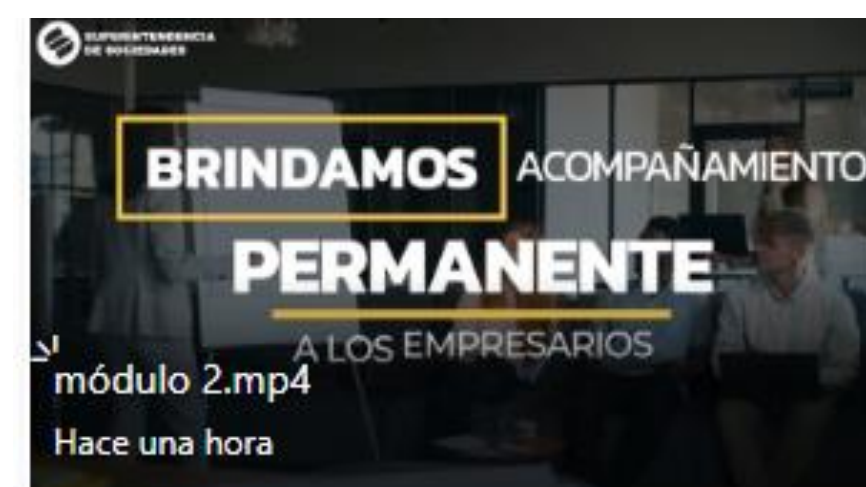 SUPERINTENDENCIA
DE SOCIEDADES
BRINDAMOS ACOMPAÑAMIENTO
PERMANENTE
A LOS EMPRESARIOS
módulo 2.mp4
Hace una hora